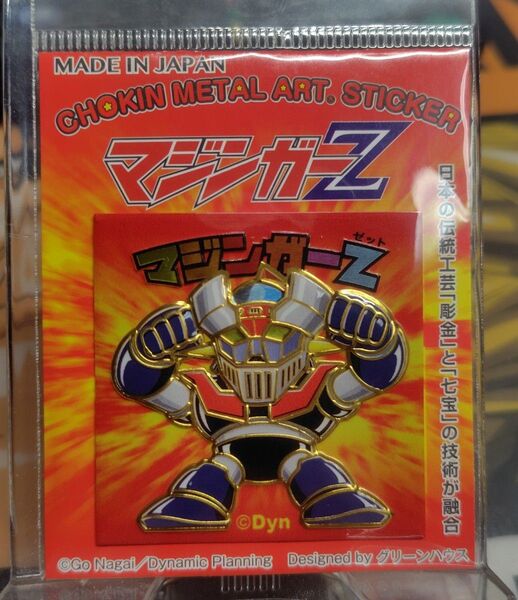 MADE IN JAPAN
CHOKIN METAL ART. STICKER
マジンガーZ
日本の伝統工芸「彫金」と「七宝」の技術が融合
ゼット
マジンガーZ
©Dyn
©Go Nagai/Dynamic Planning Designed by グリーンハウス